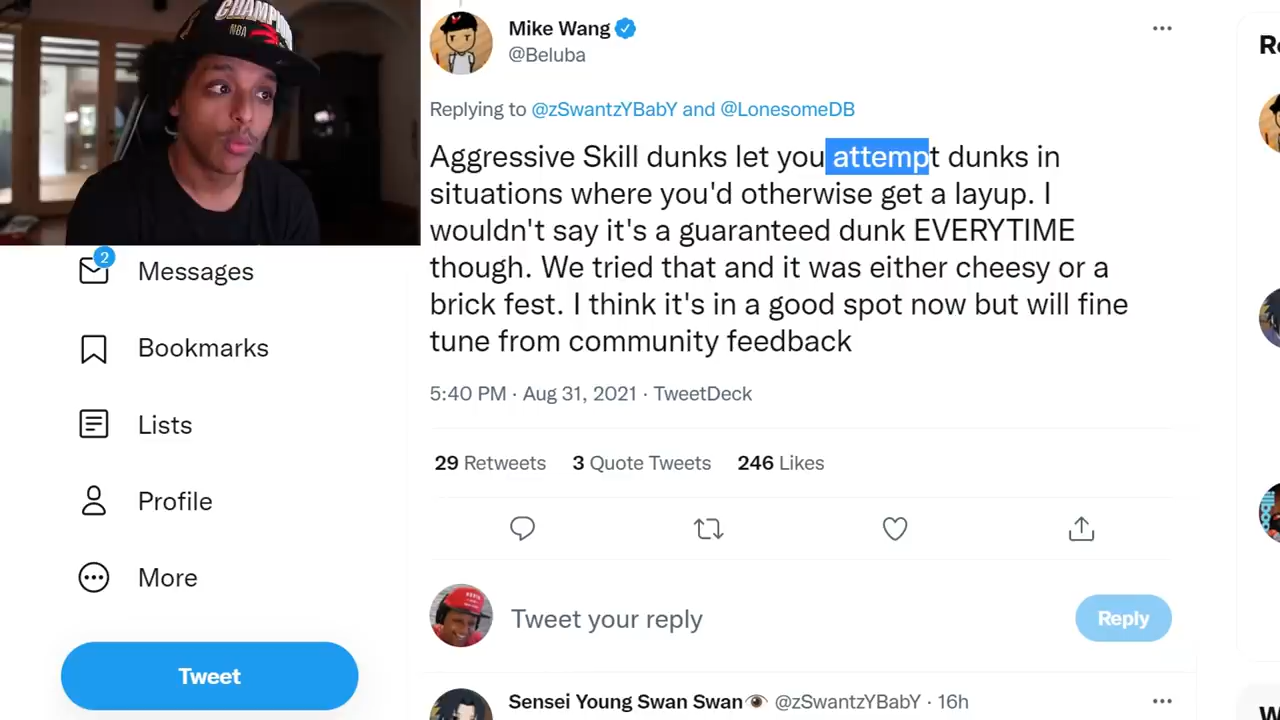 CHAMPION
NBA
Mike Wang
@Beluba
Replying to @zSwantzYBabY and @LonesomeDB
Aggressive Skill dunks let you attempt dunks in
situations where you'd otherwise get a layup. I
wouldn't say it's a guaranteed dunk EVERYTIME
though. We tried that and it was either cheesy or a
brick fest. I think it's in a good spot now but will fine
tune from community feedback
5:40 PM · Aug 31, 2021 · TweetDeck
29 Retweets 3 Quote Tweets 246 Likes
Tweet your reply
Reply
Sensei Young Swan Swan👁 @zSwantzYBabY · 16h
2
Messages
Bookmarks
Lists
Profile
More
Tweet